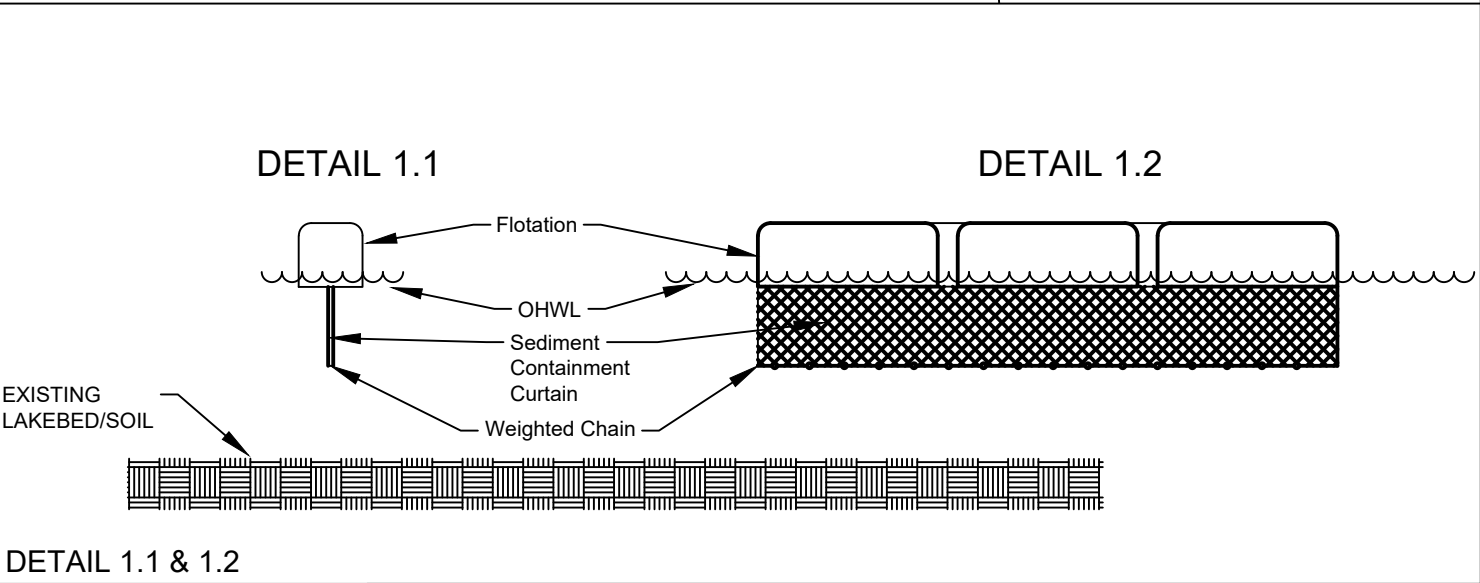 DETAIL 1.1
DETAIL 1.2
Flotation
OHWL
Sediment
Containment
Curtain
Weighted Chain
EXISTING
LAKEBED/SOIL
DETAIL 1.1 & 1.2